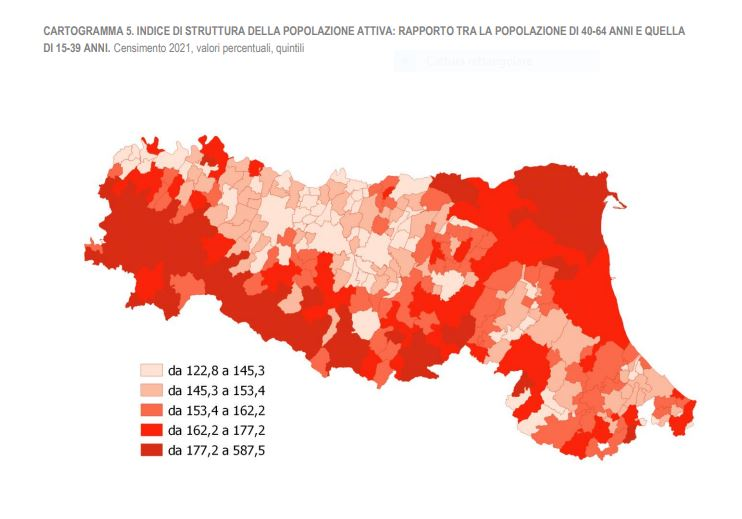 CARTOGRAMMA 5. INDICE DI STRUTTURA DELLA POPOLAZIONE ATTIVA: RAPPORTO TRA LA POPOLAZIONE DI 40-64 ANNI E QUELLA
DI 15-39 ANNI. Censimento 2021, valori percentuali, quintili
Cattura rettangolare
da 122,8 a 145,3
da 145,3 a 153,4
da 153,4 a 162,2
da 162,2 a 177,2
da 177,2 a 587,5